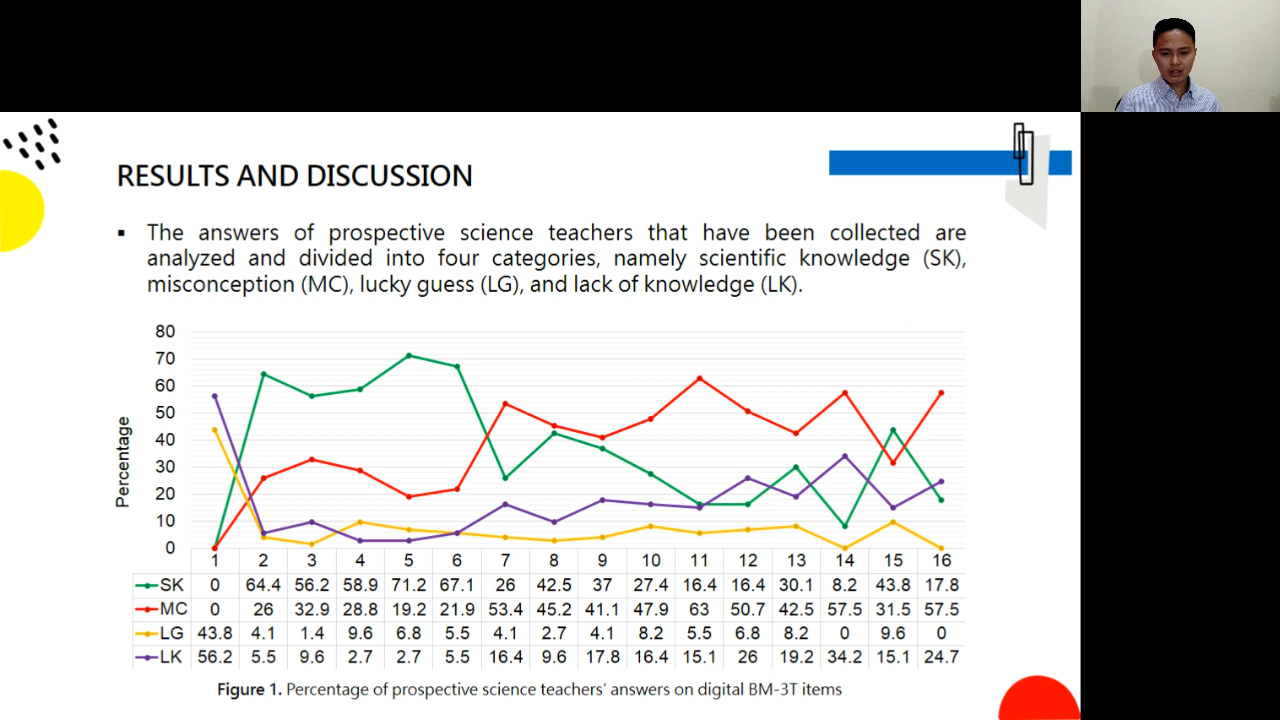 RESULTS AND DISCUSSION
▪ The answers of prospective science teachers that have been collected are
analyzed and divided into four categories, namely scientific knowledge (SK),
misconception (MC), lucky guess (LG), and lack of knowledge (LK).
Percentage
80
70
60
50
40
30
20
10
0
1 2 3 4 5 6 7 8 9 10 11 12 13 14 15 16
SK 0 64.4 56.2 58.9 71.2 67.1 26 42.5 37 27.4 16.4 16.4 30.1 8.2 43.8 17.8
MC 0 26 32.9 28.8 19.2 21.9 53.4 45.2 41.1 47.9 63 50.7 42.5 57.5 31.5 57.5
LG 43.8 4.1 1.4 9.6 6.8 5.5 4.1 2.7 4.1 8.2 5.5 6.8 8.2 0 9.6 0
LK 56.2 5.5 9.6 2.7 2.7 5.5 16.4 9.6 17.8 16.4 15.1 26 19.2 34.2 15.1 24.7
Figure 1. Percentage of prospective science teachers' answers on digital BM-3T items